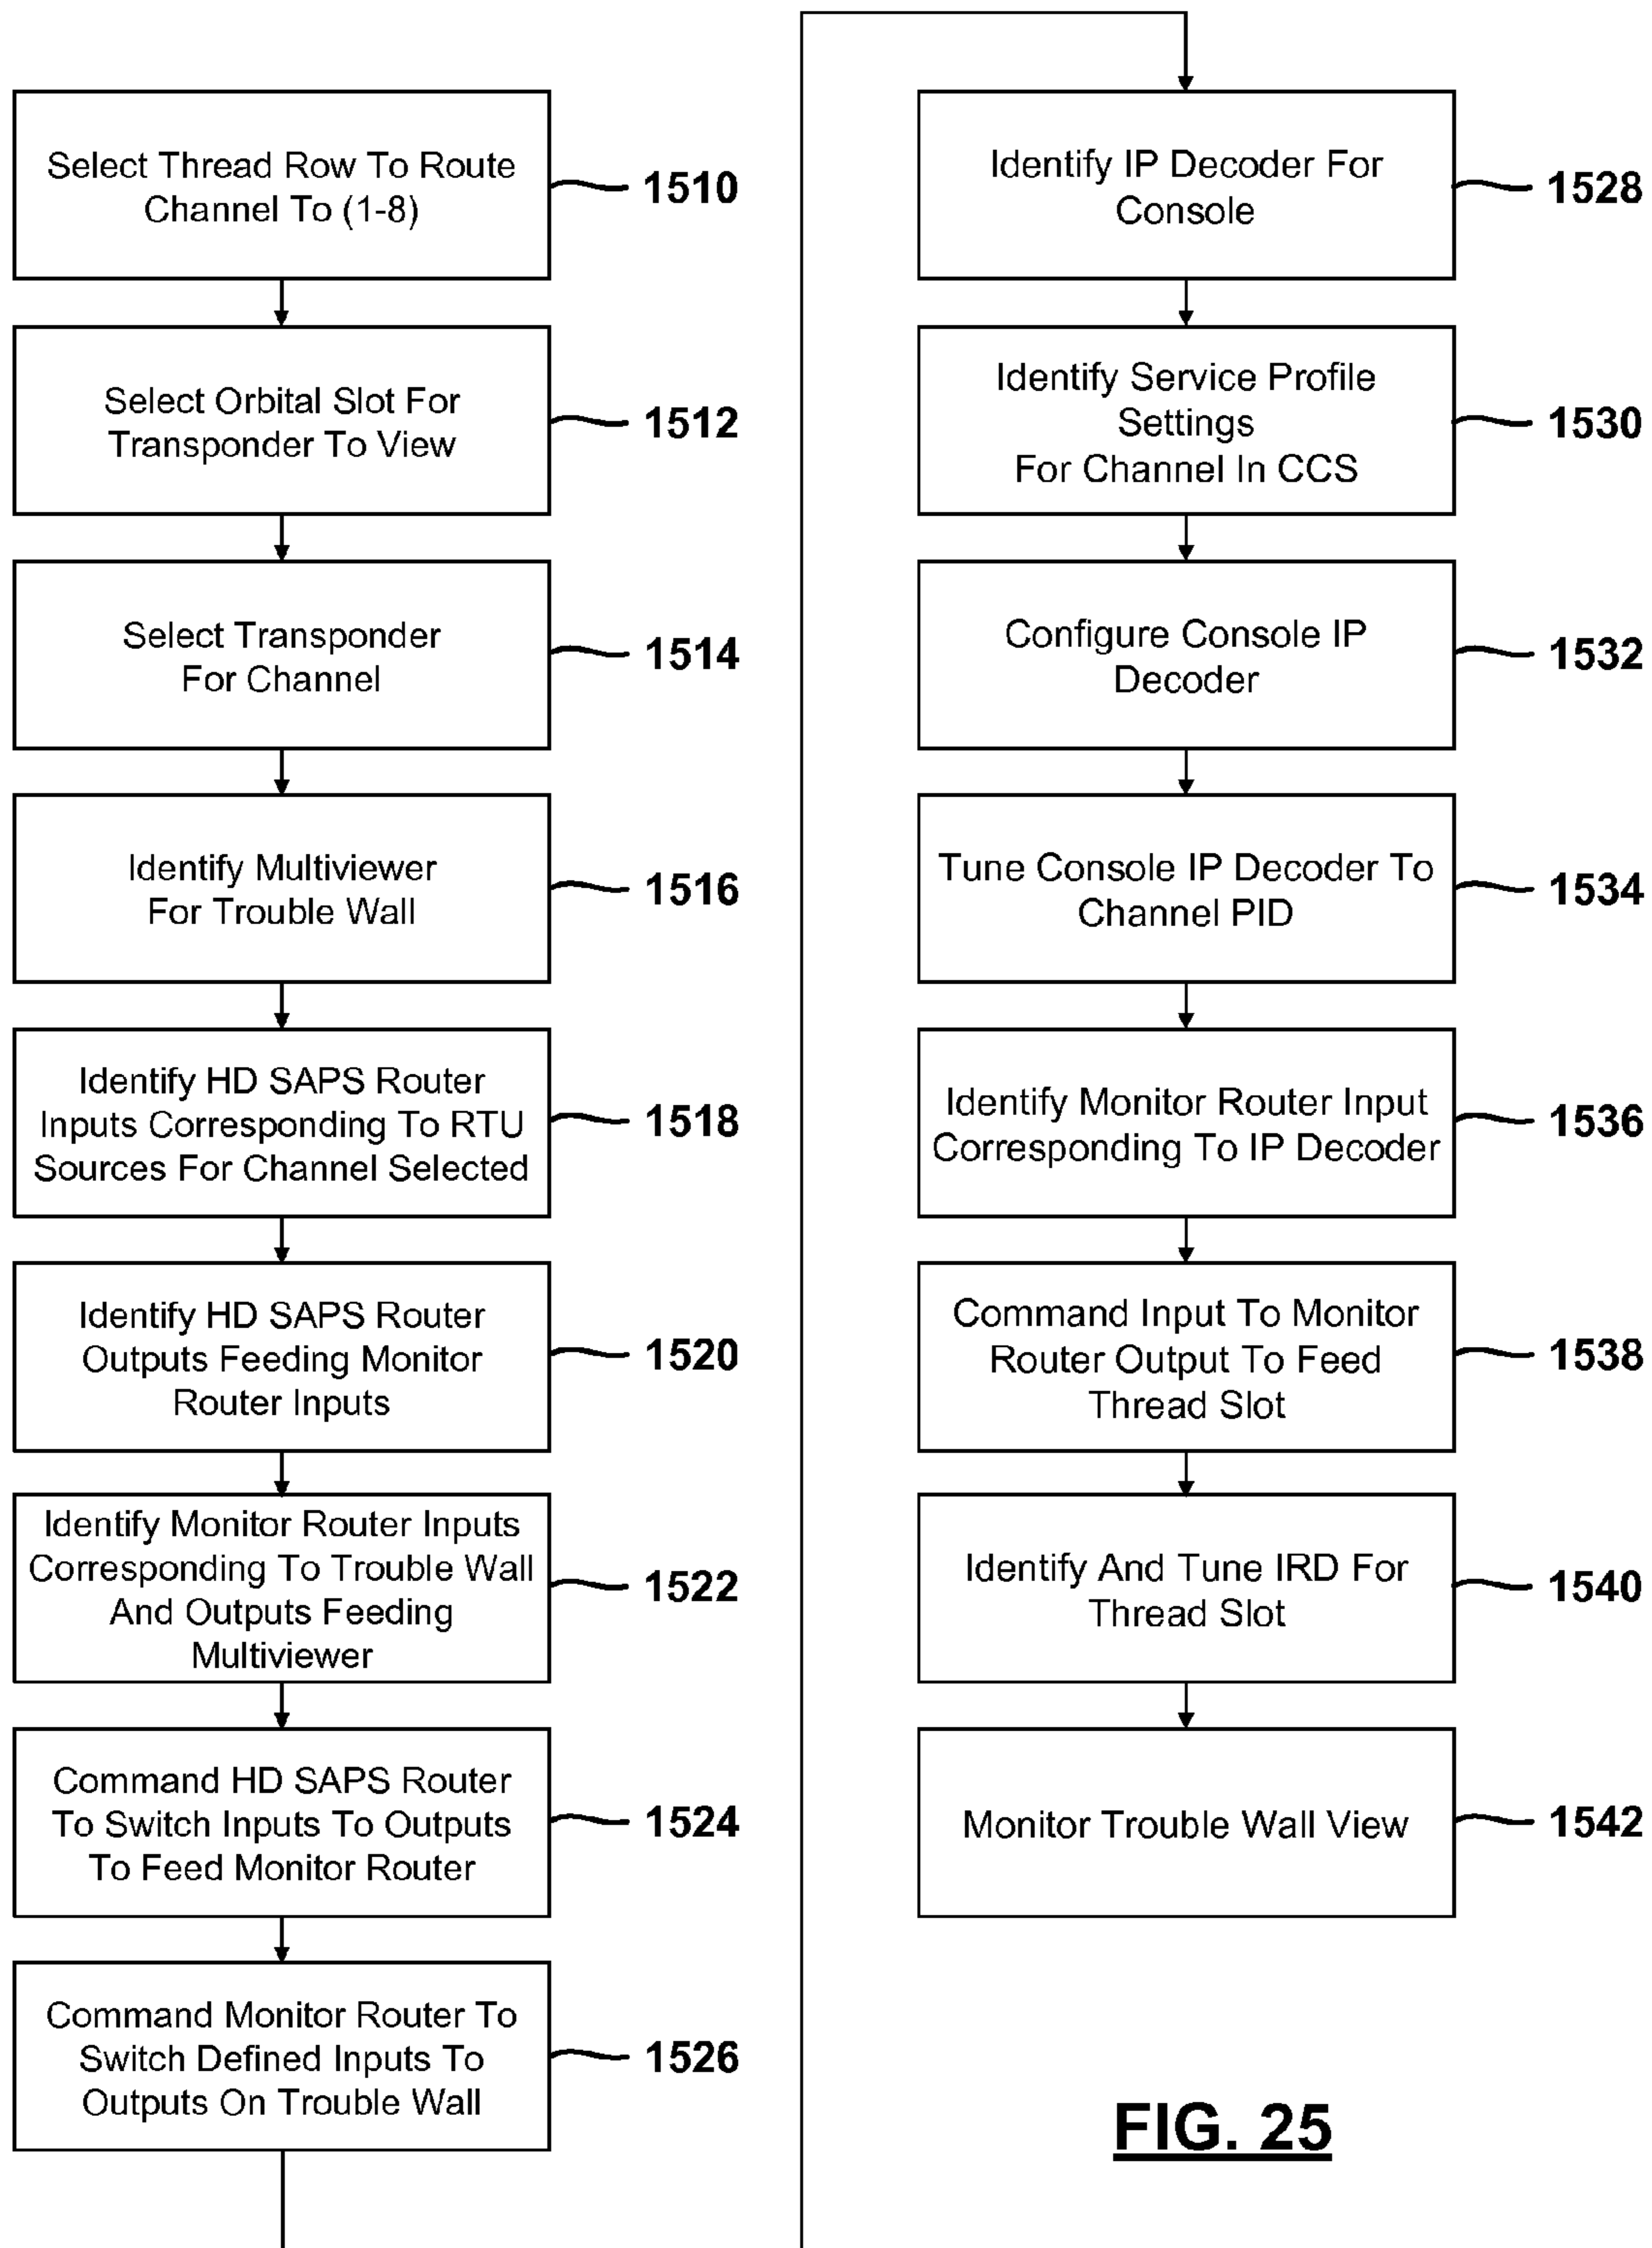 Select Thread Row To Route
Channel To (1-8)
1510
Select Orbital Slot For
Transponder To View
1512
Select Transponder
For Channel
1514
Identify Multiviewer
For Trouble Wall
1516
Identify HD SAPS Router
Inputs Corresponding To RTU
Sources For Channel Selected
1518
Identify HD SAPS Router
Outputs Feeding Monitor
Router Inputs
1520
Identify Monitor Router Inputs
Corresponding To Trouble Wall
And Outputs Feeding
Multiviewer
1522
Command HD SAPS Router
To Switch Inputs To Outputs
To Feed Monitor Router
1524
Command Monitor Router To
Switch Defined Inputs To
Outputs On Trouble Wall
1526
Identify IP Decoder For
Console
1528
Identify Service Profile
Settings
For Channel In CCS
1530
Configure Console IP
Decoder
1532
Tune Console IP Decoder To
Channel PID
1534
Identify Monitor Router Input
Corresponding To IP Decoder
1536
Command Input To Monitor
Router Output To Feed
Thread Slot
1538
Identify And Tune IRD For
Thread Slot
1540
Monitor Trouble Wall View
1542
FIG. 25